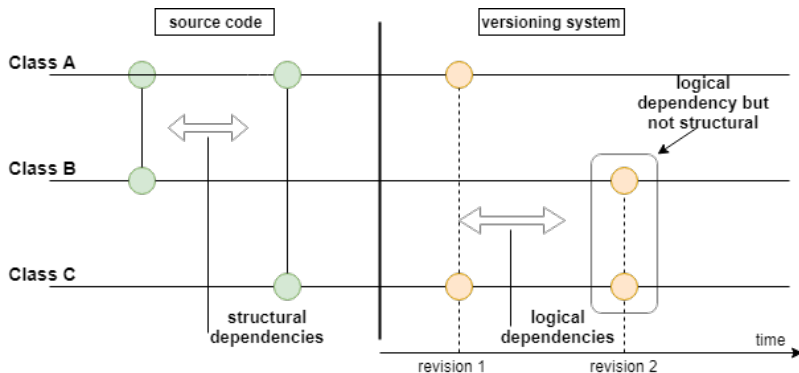 source code
versioning system
Class A
logical
dependency but
not structural
Class B
Class C
structural
dependencies
logical
dependencies
time
revision 1
revision 2